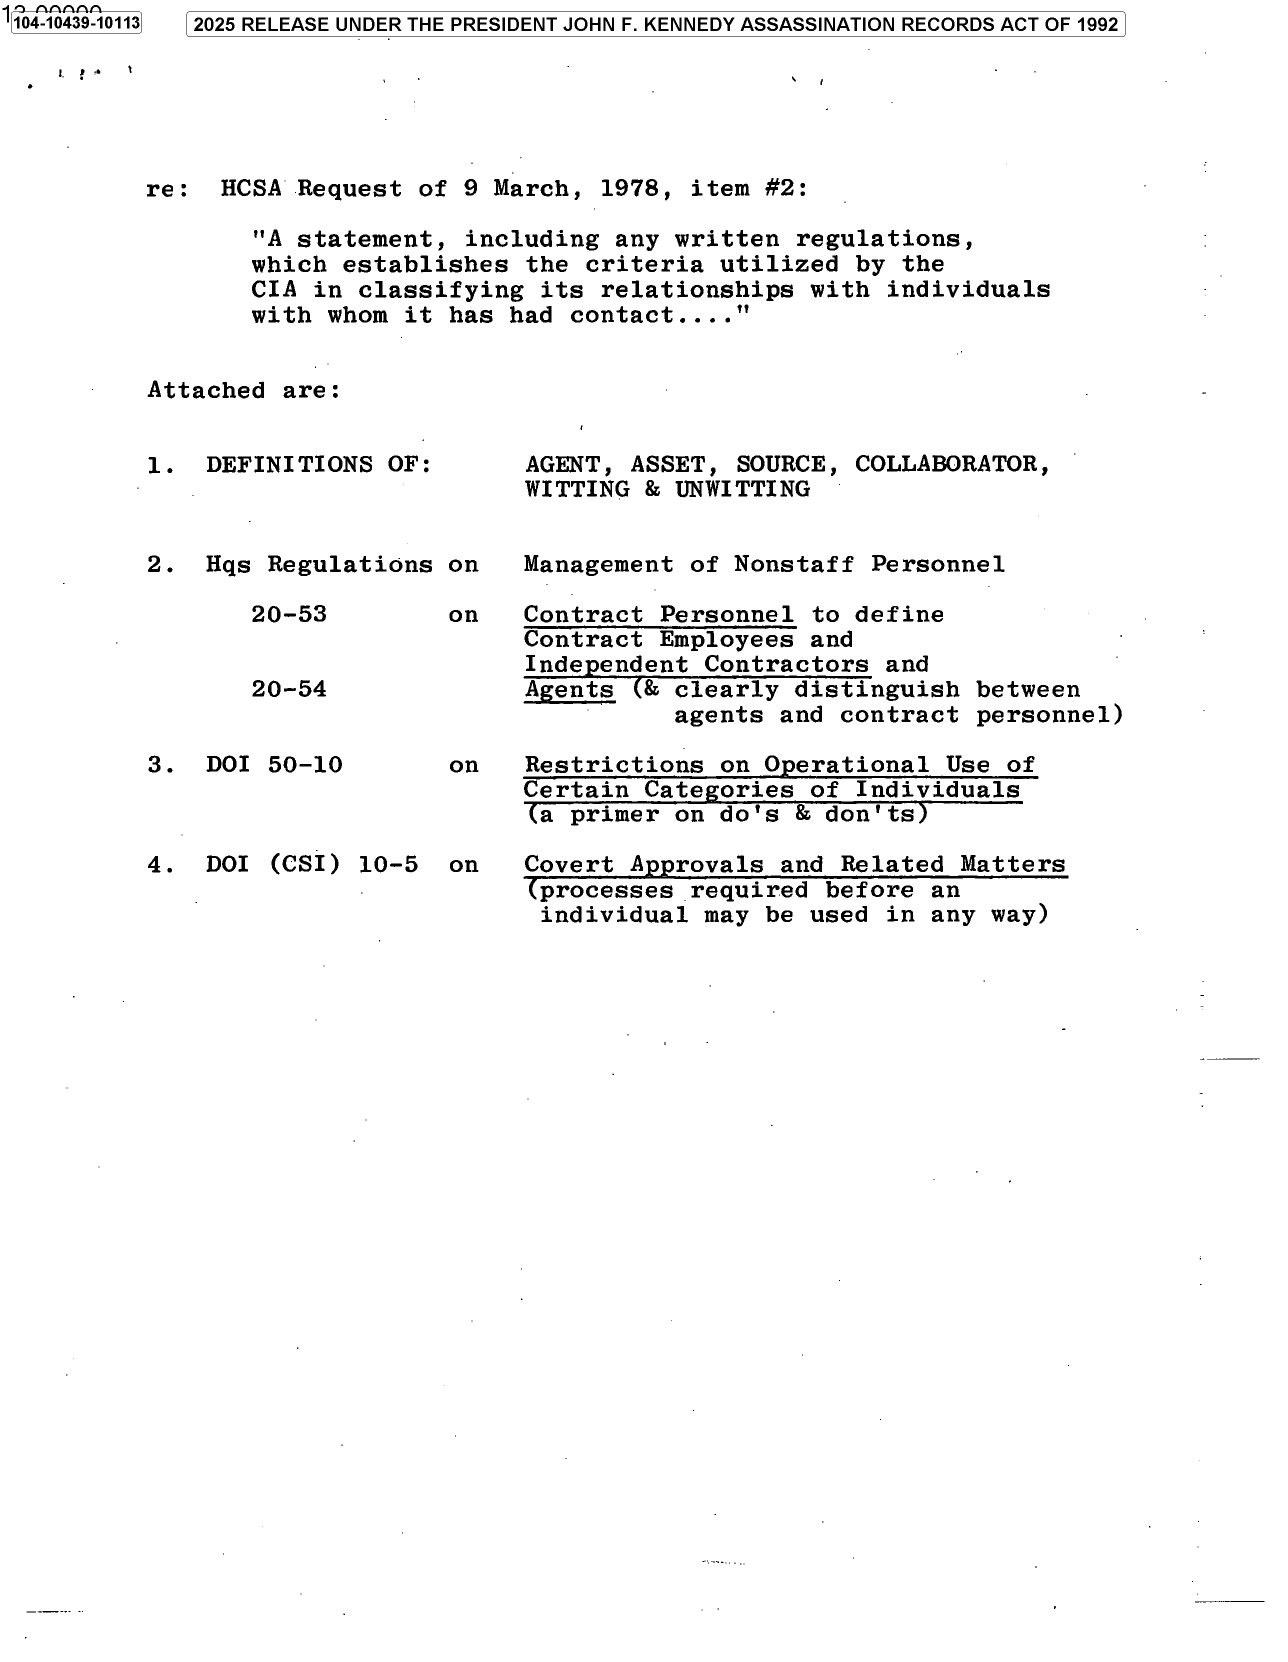 104-10439-10113
2025 RELEASE UNDER THE PRESIDENT JOHN F. KENNEDY ASSASSINATION RECORDS ACT OF 1992
re: HCSA Request of 9 March, 1978, item #2:
"A statement, including any written regulations,
which establishes the criteria utilized by the
CIA in classifying its relationships with individuals
with whom it has had contact...."
Attached are:
1. DEFINITIONS OF: AGENT, ASSET, SOURCE, COLLABORATOR,
WITTING & UNWITTING
2. Hqs Regulations on Management of Nonstaff Personnel
20-53 on Contract Personnel to define
Contract Employees and
Independent Contractors and
20-54 Agents (& clearly distinguish between
agents and contract personnel)
3. DOI 50-10 on Restrictions on Operational Use of
Certain Categories of Individuals
(a primer on do's & don'ts)
4. DOI (CSI) 10-5 on Covert Approvals and Related Matters
(processes required before an
individual may be used in any way)